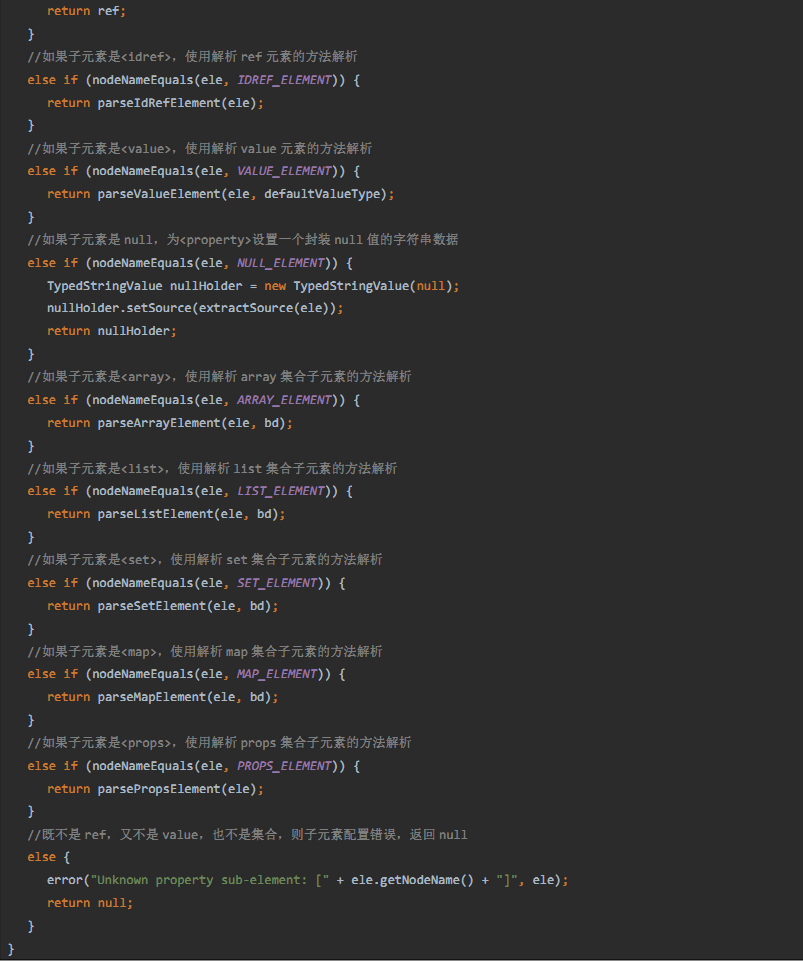 return ref;
}
//如果子元素是<idref>，使用解析 ref 元素的方法解析
else if (nodeNameEquals(ele, IDREF_ELEMENT)) {
return parseIdRefElement(ele);
}
//如果子元素是<value>，使用解析 value 元素的方法解析
else if (nodeNameEquals(ele, VALUE_ELEMENT)) {
return parseValueElement(ele, defaultValueType);
}
//如果子元素是 null，为<property>设置一个封装 null 值的字符串数据
else if (nodeNameEquals(ele, NULL_ELEMENT)) {
TypedStringValue nullHolder = new TypedStringValue(null);
nullHolder.setSource(extractSource(ele));
return nullHolder;
}
//如果子元素是<array>，使用解析 array 集合子元素的方法解析
else if (nodeNameEquals(ele, ARRAY_ELEMENT)) {
return parseArrayElement(ele, bd);
}
//如果子元素是<list>，使用解析 list 集合子元素的方法解析
else if (nodeNameEquals(ele, LIST_ELEMENT)) {
return parseListElement(ele, bd);
}
//如果子元素是<set>，使用解析 set 集合子元素的方法解析
else if (nodeNameEquals(ele, SET_ELEMENT)) {
return parseSetElement(ele, bd);
}
//如果子元素是<map>，使用解析 map 集合子元素的方法解析
else if (nodeNameEquals(ele, MAP_ELEMENT)) {
return parseMapElement(ele, bd);
}
//如果子元素是<props>，使用解析 props 集合子元素的方法解析
else if (nodeNameEquals(ele, PROPS_ELEMENT)) {
return parsePropsElement(ele);
}
//既不是 ref，又不是 value，也不是集合，则子元素配置错误，返回 null
else {
error("Unknown property sub-element: [" + ele.getNodeName() + "]", ele);
return null;
}
}